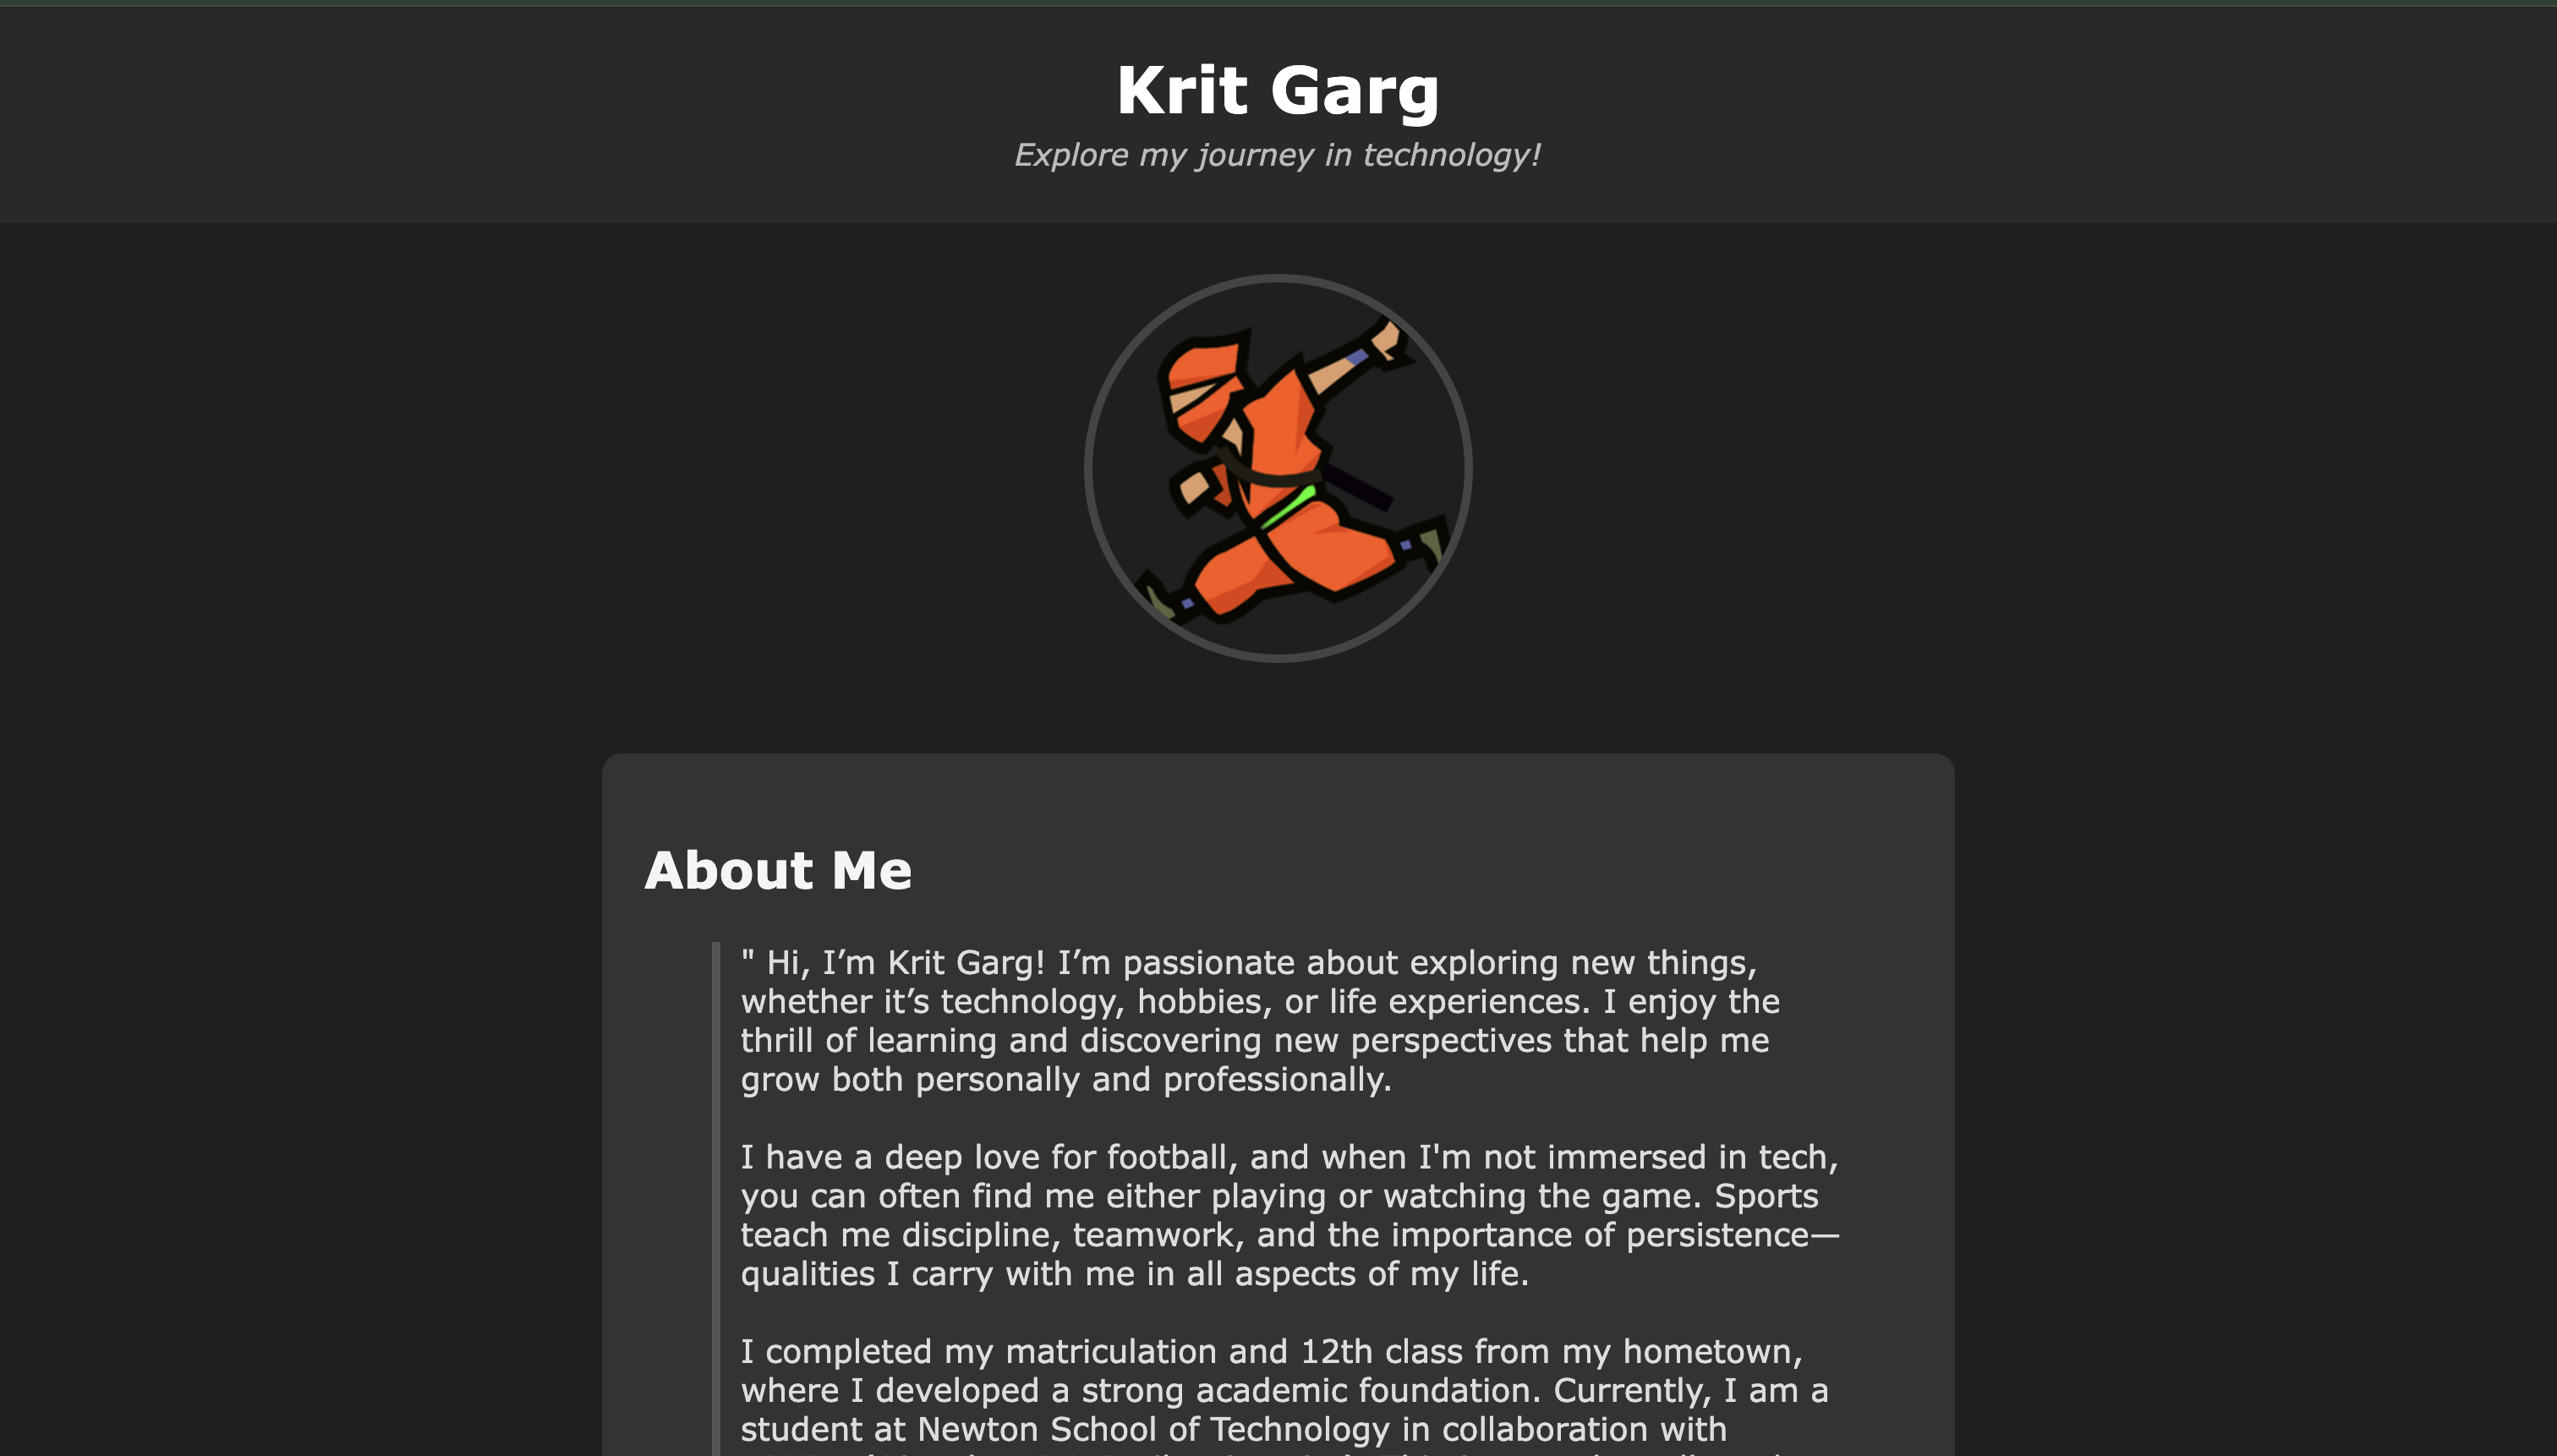 Krit Garg
Explore my journey in technology!
About Me
" Hi, I’m Krit Garg! I’m passionate about exploring new things,
whether it’s technology, hobbies, or life experiences. I enjoy the
thrill of learning and discovering new perspectives that help me
grow both personally and professionally.
I have a deep love for football, and when I'm not immersed in tech,
you can often find me either playing or watching the game. Sports
teach me discipline, teamwork, and the importance of persistence—
qualities I carry with me in all aspects of my life.
I completed my matriculation and 12th class from my hometown,
where I developed a strong academic foundation. Currently, I am a
student at Newton School of Technology in collaboration with